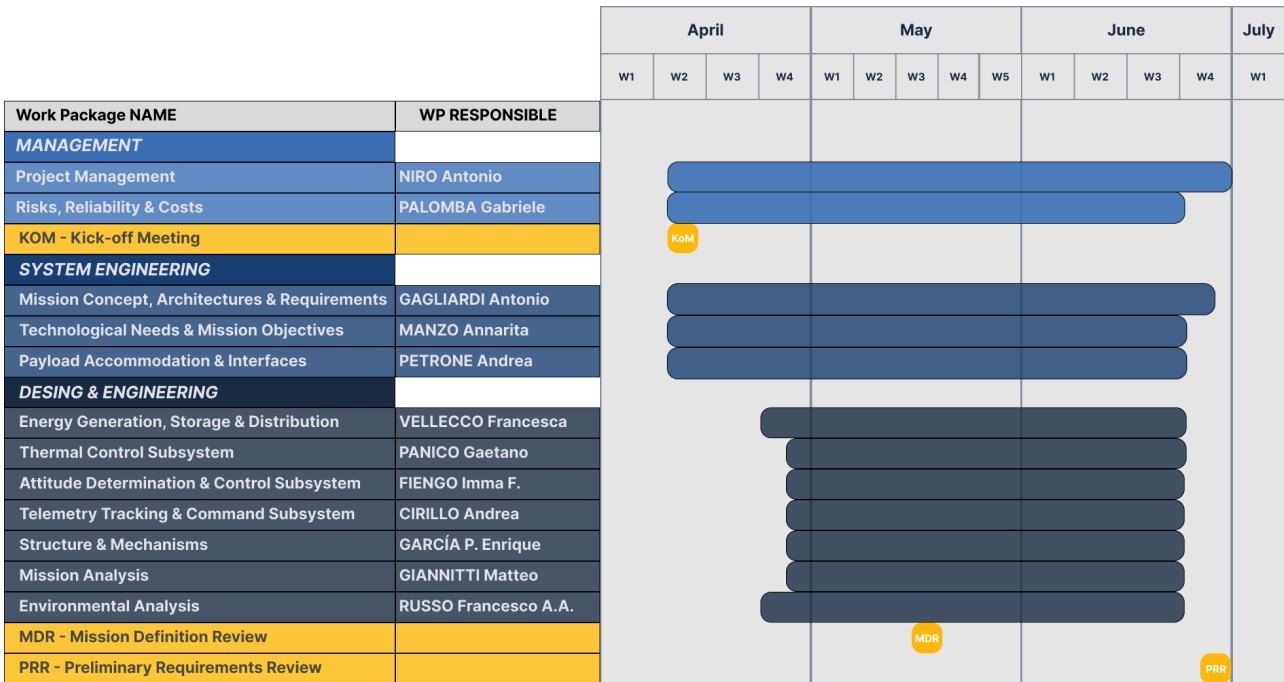 April May June July
W1 W2 W3 W4 W1 W2 W3 W4 W5 W1 W2 W3 W4 W1
Work Package NAME WP RESPONSIBLE
MANAGEMENT
Project Management NIRO Antonio
Risks, Reliability & Costs PALOMBA Gabriele
KOM - Kick-off Meeting KoM
SYSTEM ENGINEERING
Mission Concept, Architectures & Requirements GAGLIARDI Antonio
Technological Needs & Mission Objectives MANZO Annarita
Payload Accommodation & Interfaces PETRONE Andrea
DESING & ENGINEERING
Energy Generation, Storage & Distribution VELLECCO Francesca
Thermal Control Subsystem PANICO Gaetano
Attitude Determination & Control Subsystem FIENGO Imma F.
Telemetry Tracking & Command Subsystem CIRILLO Andrea
Structure & Mechanisms GARCÍA P. Enrique
Mission Analysis GIANNITTI Matteo
Environmental Analysis RUSSO Francesco A.A.
MDR - Mission Definition Review MDR
PRR - Preliminary Requirements Review PRR